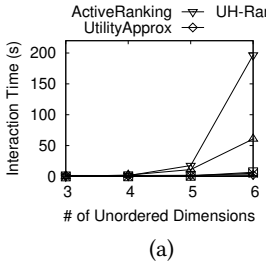 ActiveRanking UH-Ran
UtilityApprox
Interaction Time (s)
200
150
100
50
0
3 4 5 6
# of Unordered Dimensions
(a)